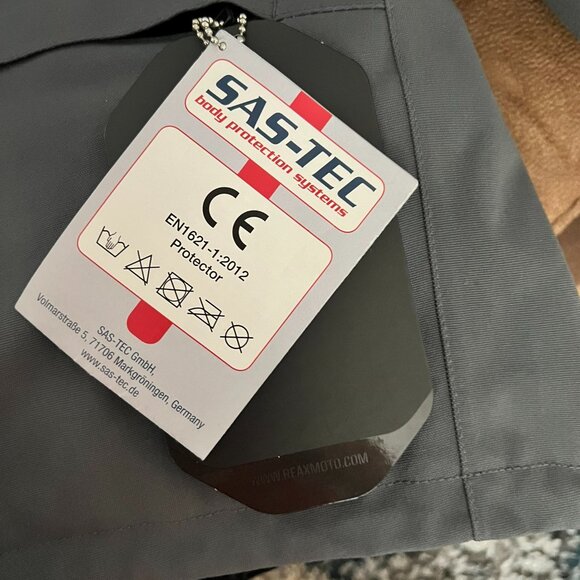 SAS-TEC
body protection systems
CE
EN1621-1:2012
Protector
SAS-TEC GmbH,
Volmarstraße 5, 71706 Markgröningen, Germany
www.sas-tec.de
WWW.REAXMOTO.COM